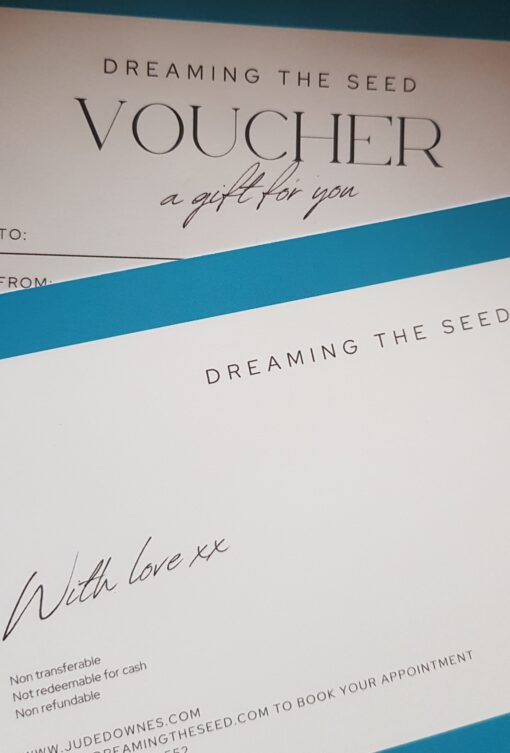 DREAMING THE SEED
VOUCHER
a gift for you
TO:
FROM:
DREAMING THE SEED
With love xx
Non transferable
Not redeemable for cash
Non refundable
WWW.JUDEDOWNES.COM
DREAMINGTHESEED.COM TO BOOK YOUR APPOINTMENT